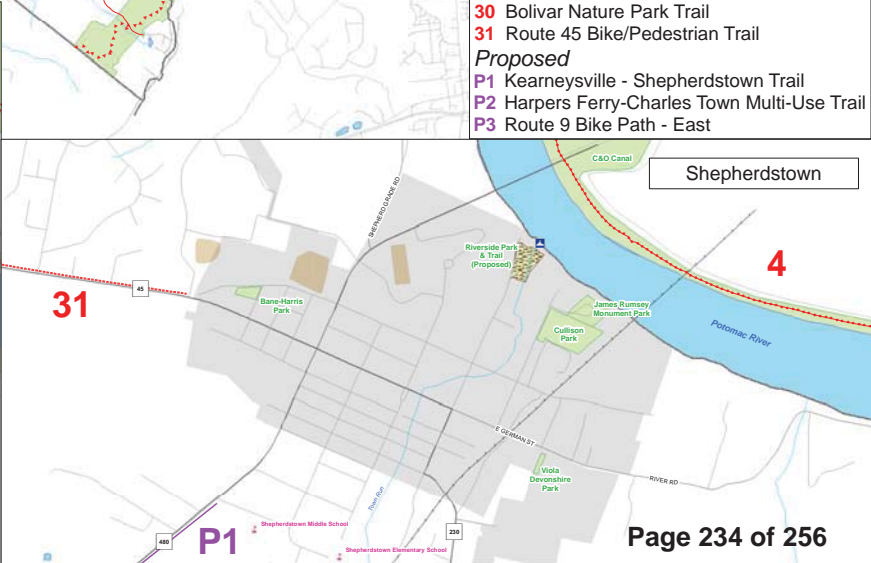 30 Bolivar Nature Park Trail
31 Route 45 Bike/Pedestrian Trail
Proposed
P1 Kearneysville - Shepherdstown Trail
P2 Harpers Ferry-Charles Town Multi-Use Trail
P3 Route 9 Bike Path - East
Shepherdstown
C&O Canal
SHEPHERD GRADE RD
Riverside Park
& Trail
(Proposed)
4
31
45
Bane-Harris
Park
James Rumsey
Monument Park
Cullison
Park
Potomac River
E GERMAN ST
Viola
Devonshire
Park
RIVER RD
Town Run
Shepherdstown Middle School
Shepherdstown Elementary School
480
P1
230
Page 234 of 256